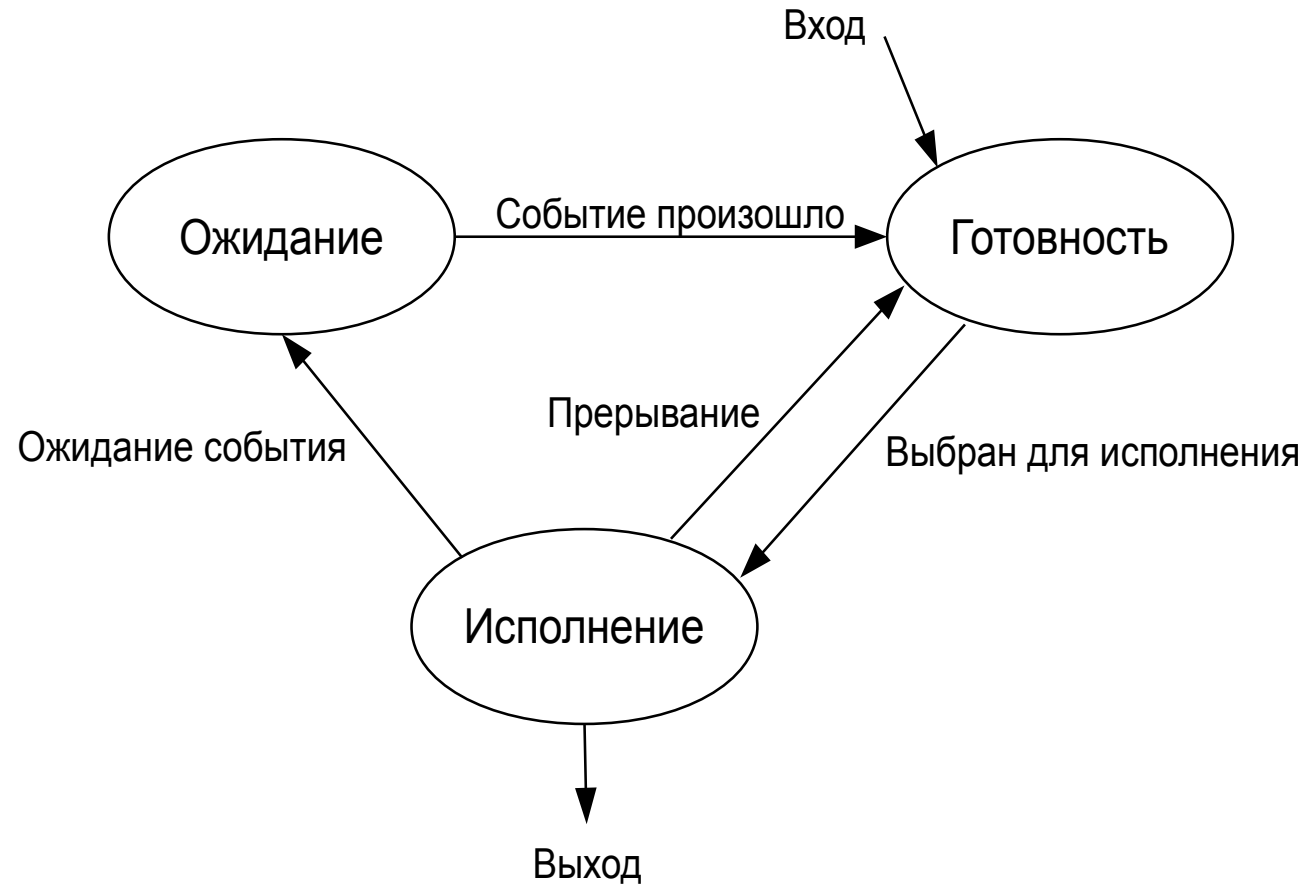 Вход
Событие произошло
Ожидание
Готовность
Прерывание
Ожидание события
Выбран для исполнения
Исполнение
Выход